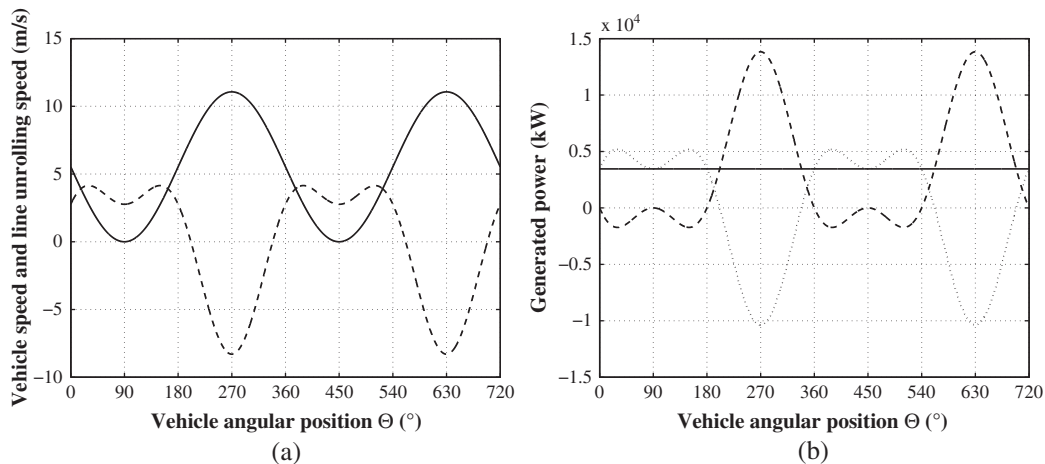 Vehicle speed and line unrolling speed (m/s)
15
10
5
0
−5
−10
0 90 180 270 360 450 540 630 720
Vehicle angular position Θ (°)
(a)
x 10⁴
Generated power (kW)
1.5
1
0.5
0
−0.5
−1
−1.5
0 90 180 270 360 450 540 630 720
Vehicle angular position Θ (°)
(b)